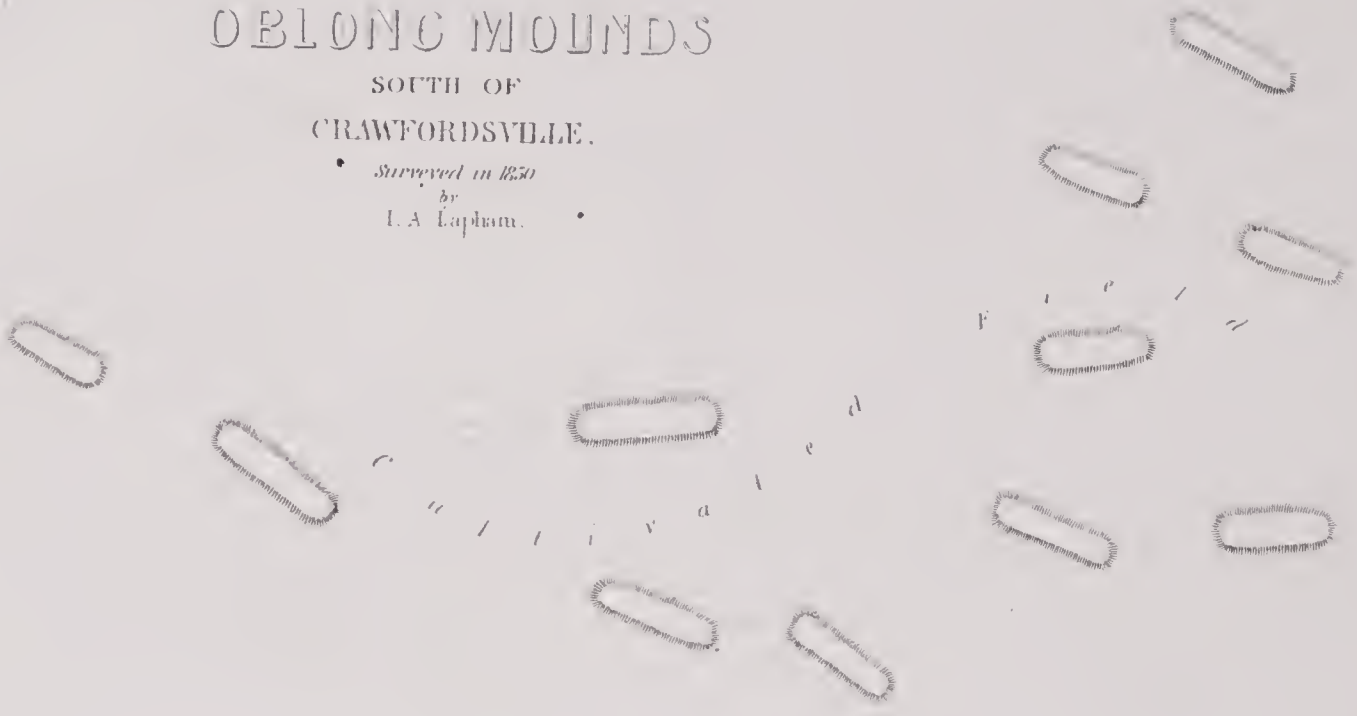 OBLONG MOUNDS
SOUTH OF
CRAWFORDSVILLE.
Surveyed in 1850
by
I. A Lapham.
Cultivated Field